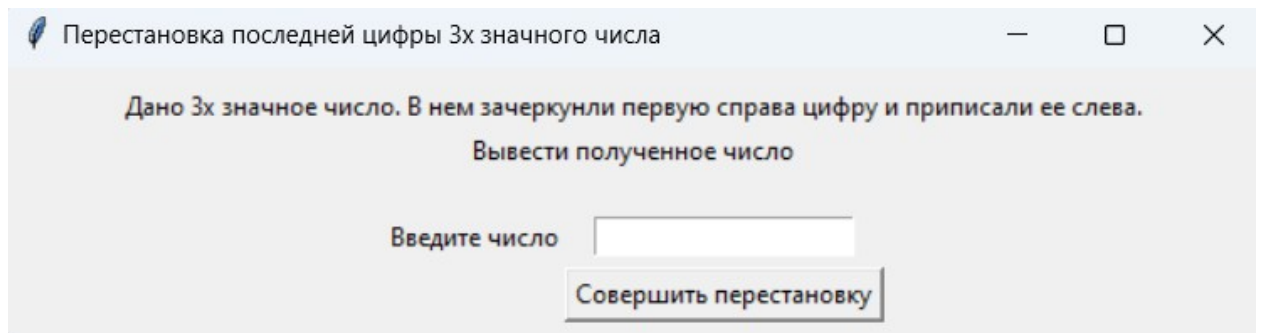 Перестановка последней цифры 3х значного числа
Дано 3х значное число. В нем зачеркунли первую справа цифру и приписали ее слева.
Вывести полученное число
Введите число
Совершить перестановку